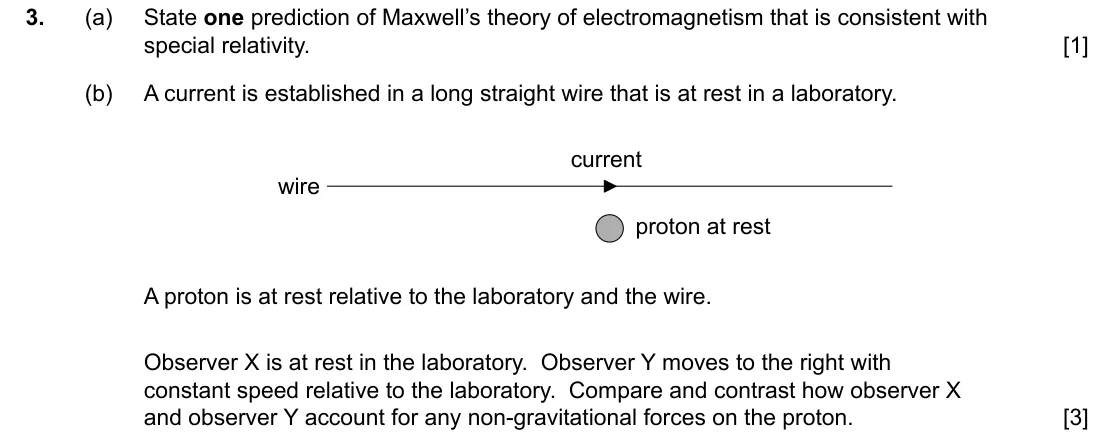 3. (a) State one prediction of Maxwell’s theory of electromagnetism that is consistent with
special relativity. [1]
(b) A current is established in a long straight wire that is at rest in a laboratory.
current
wire
proton at rest
A proton is at rest relative to the laboratory and the wire.
Observer X is at rest in the laboratory. Observer Y moves to the right with
constant speed relative to the laboratory. Compare and contrast how observer X
and observer Y account for any non-gravitational forces on the proton. [3]